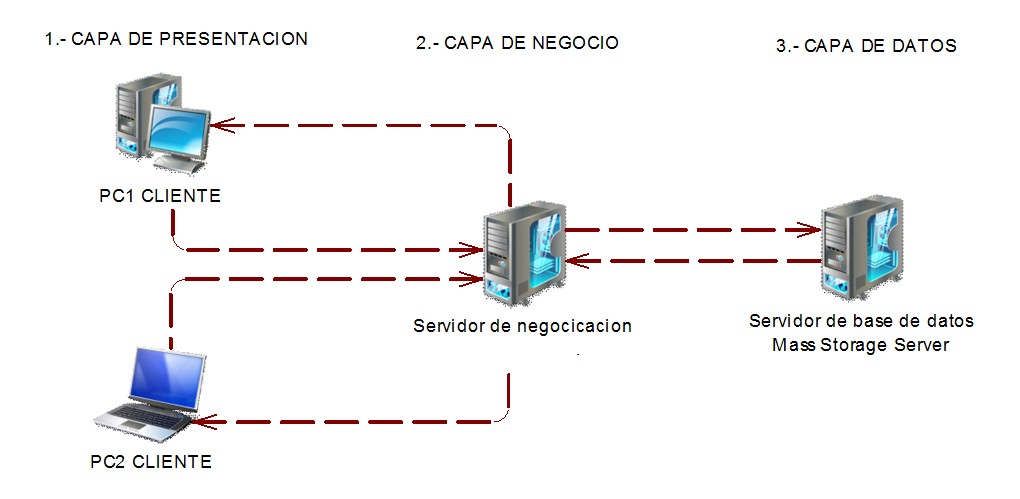 1.- CAPA DE PRESENTACION
2.- CAPA DE NEGOCIO
3.- CAPA DE DATOS
PC1 CLIENTE
Servidor de negocicacion
Servidor de base de datos
Mass Storage Server
PC2 CLIENTE